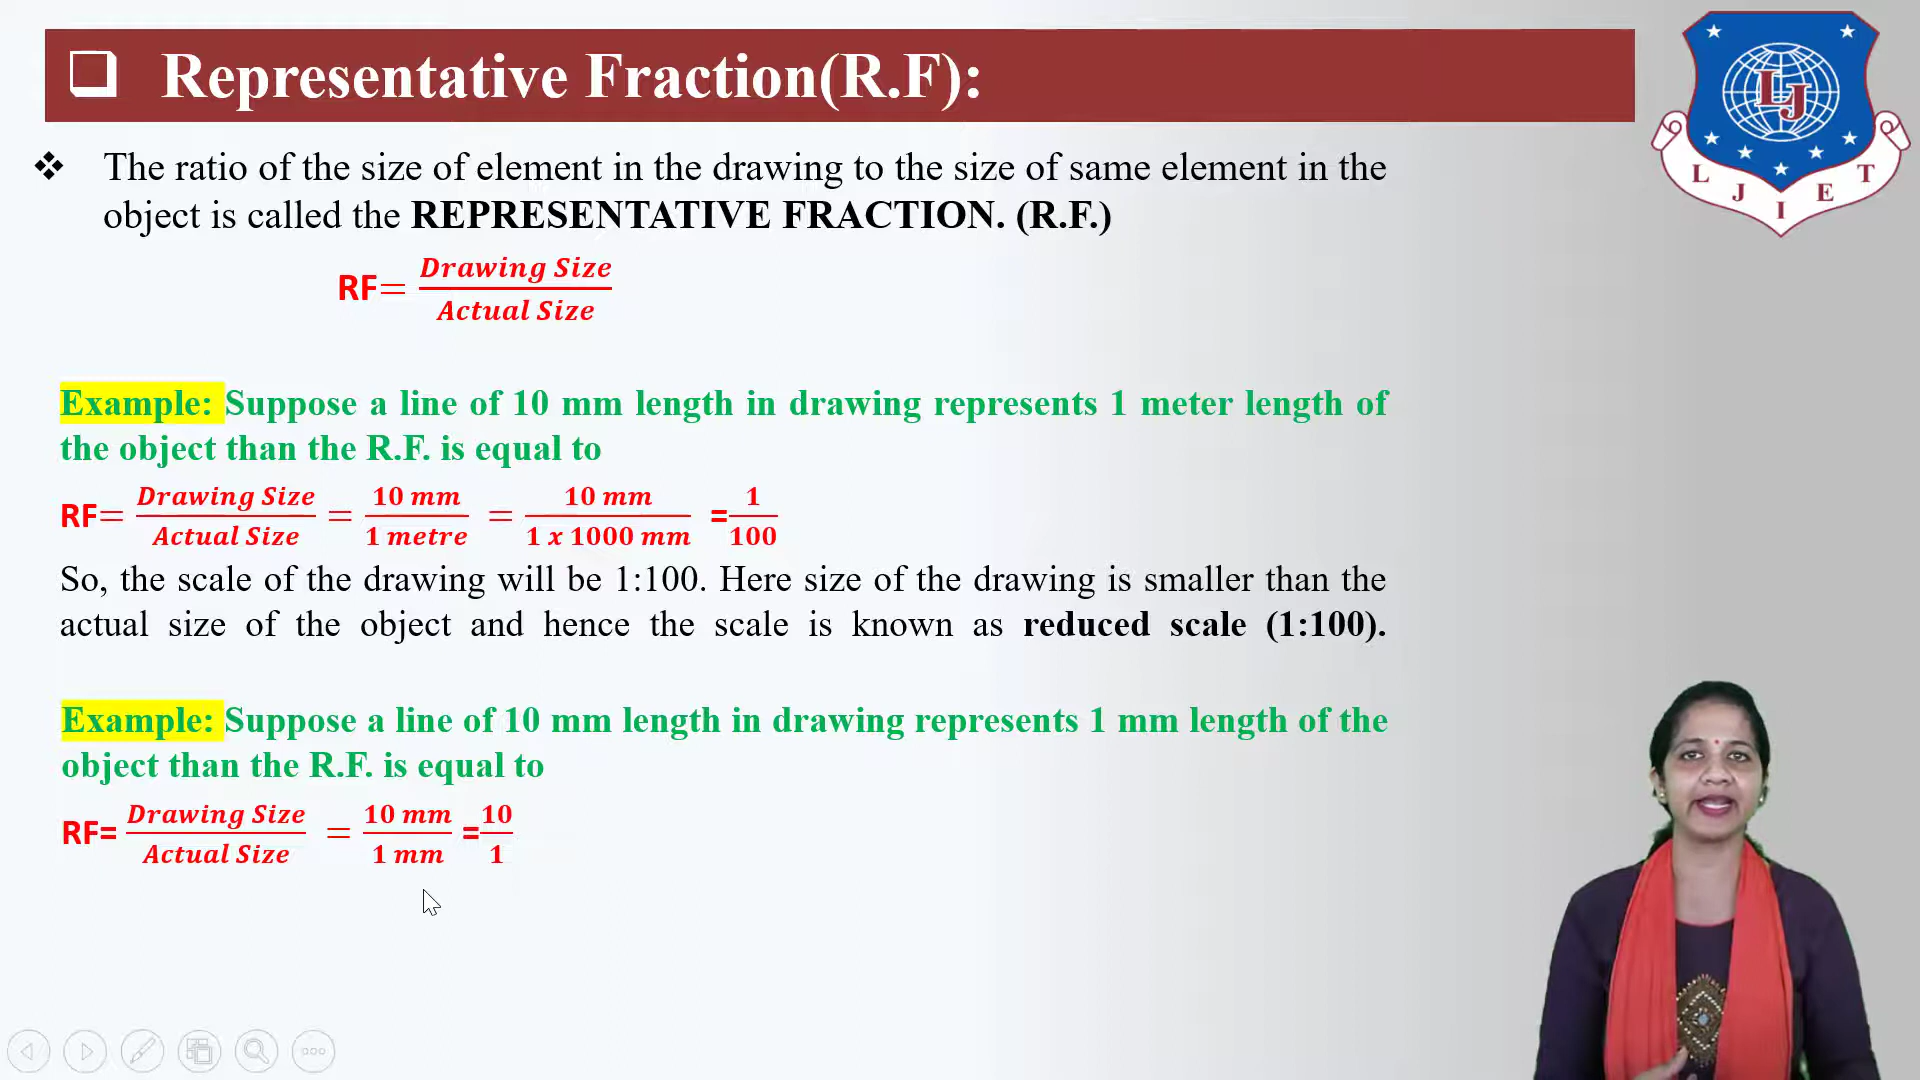 ❑ Representative Fraction(R.F):
❖ The ratio of the size of element in the drawing to the size of same element in the
object is called the REPRESENTATIVE FRACTION. (R.F.)
RF= Drawing Size / Actual Size
Example: Suppose a line of 10 mm length in drawing represents 1 meter length of
the object than the R.F. is equal to
RF= Drawing Size / Actual Size = 10 mm / 1 metre = 10 mm / 1 x 1000 mm = 1 / 100
So, the scale of the drawing will be 1:100. Here size of the drawing is smaller than the
actual size of the object and hence the scale is known as reduced scale (1:100).
Example: Suppose a line of 10 mm length in drawing represents 1 mm length of the
object than the R.F. is equal to
RF= Drawing Size / Actual Size = 10 mm / 1 mm = 10 / 1
LJ
L J I E T